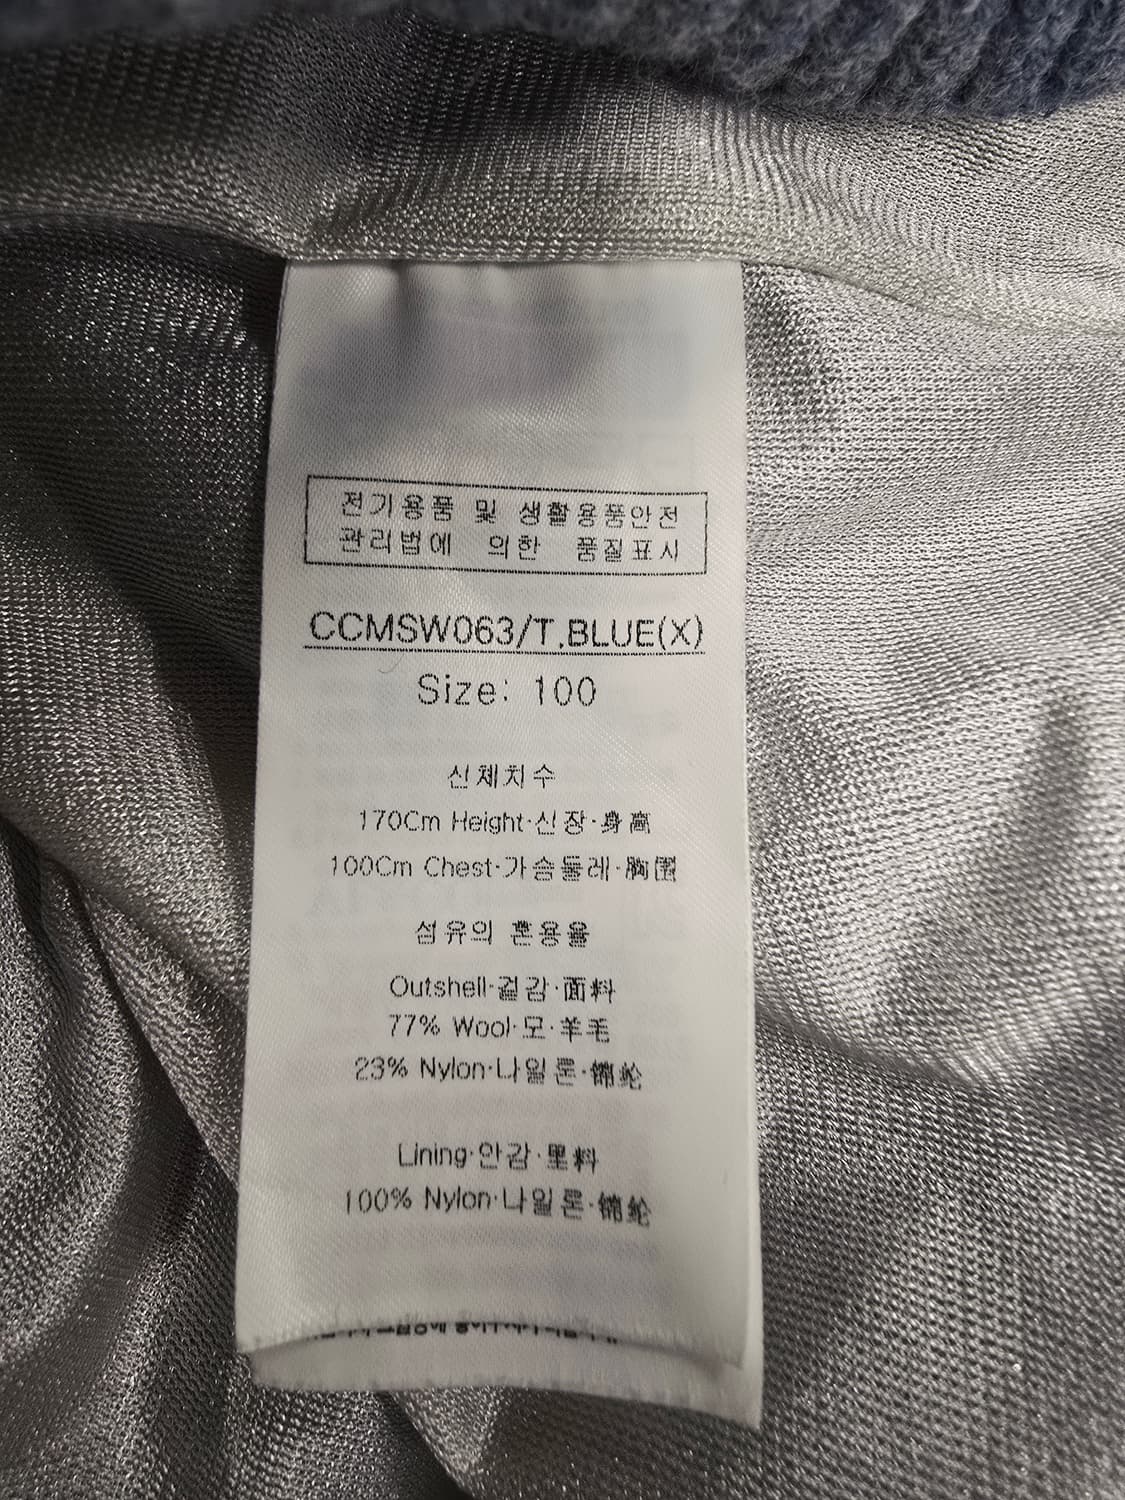 전기용품 및 생활용품안전
관리법에 의한 품질표시
CCMSW063/T.BLUE(X)
Size: 100
신체치수
170Cm Height·신장·身高
100Cm Chest·가슴둘레·胸围
섬유의 혼용율
Outshell·겉감·面料
77% Wool·모·羊毛
23% Nylon·나일론·锦纶
Lining·안감·里料
100% Nylon·나일론·锦纶